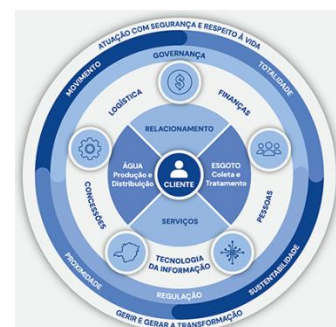 ATUAÇÃO COM SEGURANÇA E RESPEITO À VIDA
MOVIMENTO
GOVERNANÇA
TOTALIDADE
LOGÍSTICA
FINANÇAS
RELACIONAMENTO
ÁGUA
Produção e
Distribuição
CLIENTE
ESGOTO
Coleta e
Tratamento
CONCESSÕES
PESSOAS
SERVIÇOS
TECNOLOGIA
DA INFORMAÇÃO
PROXIMIDADE
REGULAÇÃO
SUSTENTABILIDADE
GERIR E GERAR A TRANSFORMAÇÃO